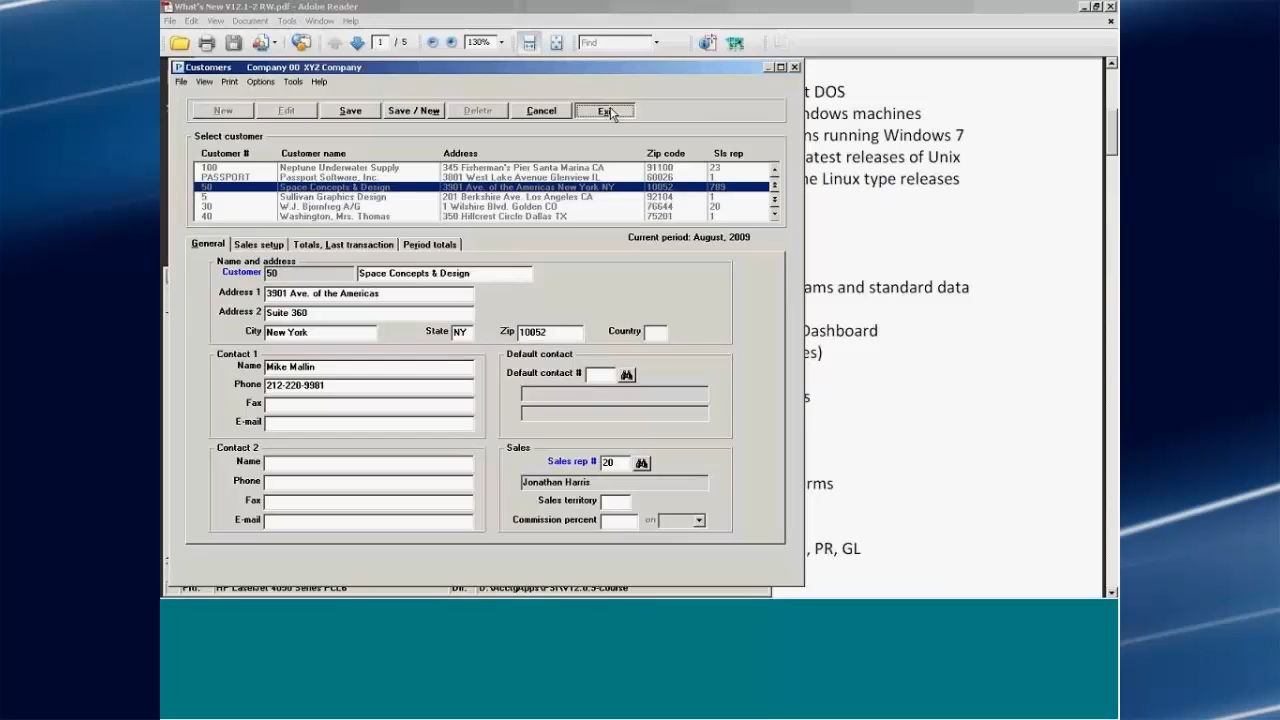 What's New V12.1-2 RW.pdf - Adobe Reader
File Edit View Document Tools Window Help
1 / 5 130% Find
Customers Company 00 XYZ Company
File View Print Options Tools Help
New Edit Save Save / New Delete Cancel
Select customer
Customer # Customer name Address Zip code Sls rep
100 Neptune Underwater Supply 345 Fisherman's Pier Santa Marina CA 91100 23
PASSPORT Passport Software, Inc. 3801 West Lake Avenue Glenview IL 60026 1
50 Space Concepts & Design 3901 Ave. of the Americas New York NY 10052 789
5 Sullivan Graphics Design 201 Berkshire Ave. Los Angeles CA 92104 1
30 W.J. Bjonfreg A/G 1 Wilshire Blvd. Golden CO 76644 20
40 Washington, Mrs. Thomas 350 Hillcrest Circle Dallas TX 75201 1
Current period: August, 2009
General Sales setup Totals, Last transaction Period totals
Name and address
Customer 50 Space Concepts & Design
Address 1 3901 Ave. of the Americas
Address 2 Suite 360
City New York State NY Zip 10052 Country
Contact 1
Name Mike Mallin
Phone 212-220-9981
Fax
E-mail
Default contact
Default contact #
Contact 2
Name
Phone
Fax
E-mail
Sales
Sales rep # 20
Jonathan Harris
Sales territory
Commission percent on
t DOS
ndows machines
ns running Windows 7
atest releases of Unix
ne Linux type releases
ams and standard data
Dashboard
es)
s
rms
, PR, GL